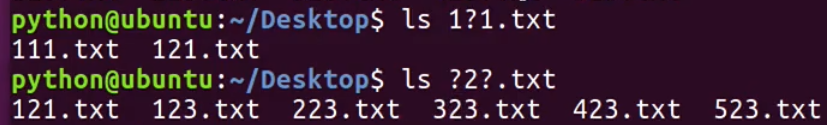 python@ubuntu:~/Desktop$ ls 1?1.txt
111.txt  121.txt
python@ubuntu:~/Desktop$ ls ?2?.txt
121.txt  123.txt  223.txt  323.txt  423.txt  523.txt